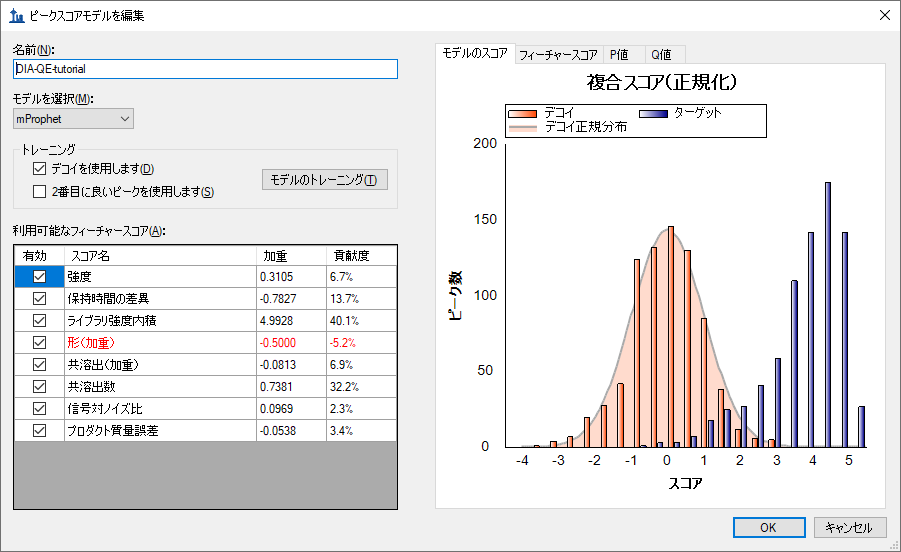 ピークスコアモデルを編集
名前(N):
DIA-QE-tutorial
モデルを選択(M):
mProphet
トレーニング
デコイを使用します(D)
2番目に良いピークを使用します(S)
モデルのトレーニング(T)
利用可能なフィーチャースコア(A):
有効 スコア名 加重 貢献度
強度 0.3105 6.7%
保持時間の差異 -0.7827 13.7%
ライブラリ強度内積 4.9928 40.1%
形(加重) -0.5000 -5.2%
共溶出(加重) -0.0813 6.9%
共溶出数 0.7381 32.2%
信号対ノイズ比 0.0969 2.3%
プロダクト質量誤差 -0.0538 3.4%
モデルのスコア フィーチャースコア P値 Q値
複合スコア(正規化)
デコイ ターゲット
デコイ正規分布
200
150
100
50
0
ピーク数
-4 -3 -2 -1 0 1 2 3 4 5
スコア
OK キャンセル